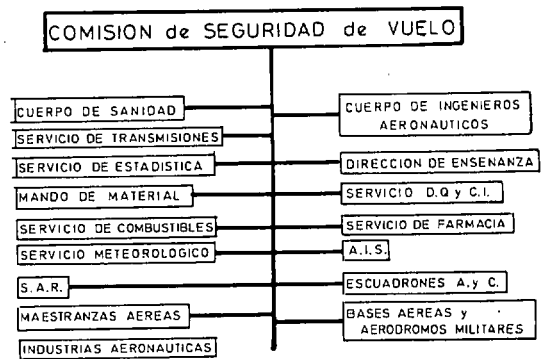 COMISION de SEGURIDAD de VUELO
CUERPO DE SANIDAD
SERVICIO DE TRANSMISIONES
SERVICIO DE ESTADISTICA
MANDO DE MATERIAL
SERVICIO DE COMBUSTIBLES
SERVICIO METEOROLOGICO
S.A.R.
MAESTRANZAS AEREAS
INDUSTRIAS AERONAUTICAS
CUERPO DE INGENIEROS
AERONAUTICOS
DIRECCION DE ENSENANZA
SERVICIO D.Q y C.I.
SERVICIO DE FARMACIA
A.I.S.
ESCUADRONES A. y C.
BASES AEREAS y
AERODROMOS MILITARES